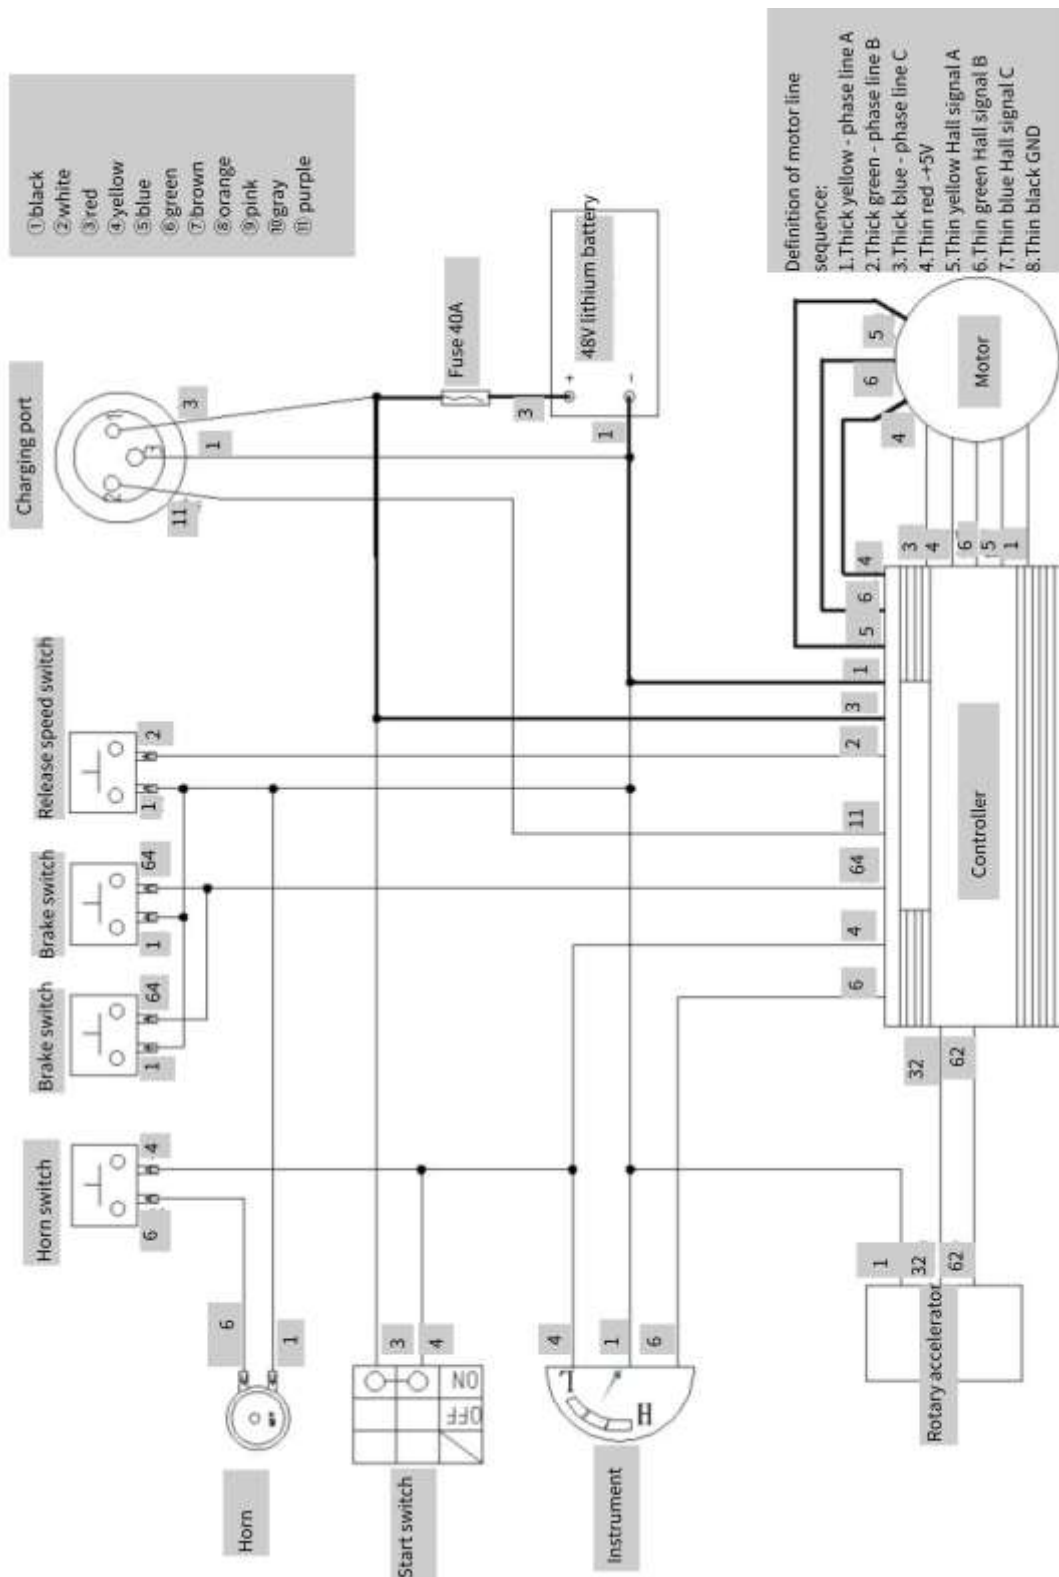 ①black
②white
③red
④yellow
⑤blue
⑥green
⑦brown
⑧orange
⑨pink
⑩gray
⑪purple
Definition of motor line
sequence:
1.Thick yellow - phase line A
2.Thick green - phase line B
3.Thick blue - phase line C
4.Thin red -+5V
5.Thin yellow Hall signal A
6.Thin green Hall signal B
7.Thin blue Hall signal C
8.Thin black GND
Charging port
1
2
3
1
11
Fuse 40A
3
48V lithium battery
+
−
1
Motor
5
6
4
3
4
6
5
1
4
6
5
1
3
2
11
64
4
6
Controller
32
62
Release speed switch
1
2
Brake switch
1
64
Brake switch
1
64
Horn switch
6
4
Horn
6
1
Start switch
ON
OFF
3
4
Instrument
L
H
4
1
6
Rotary accelerator
1
32
62